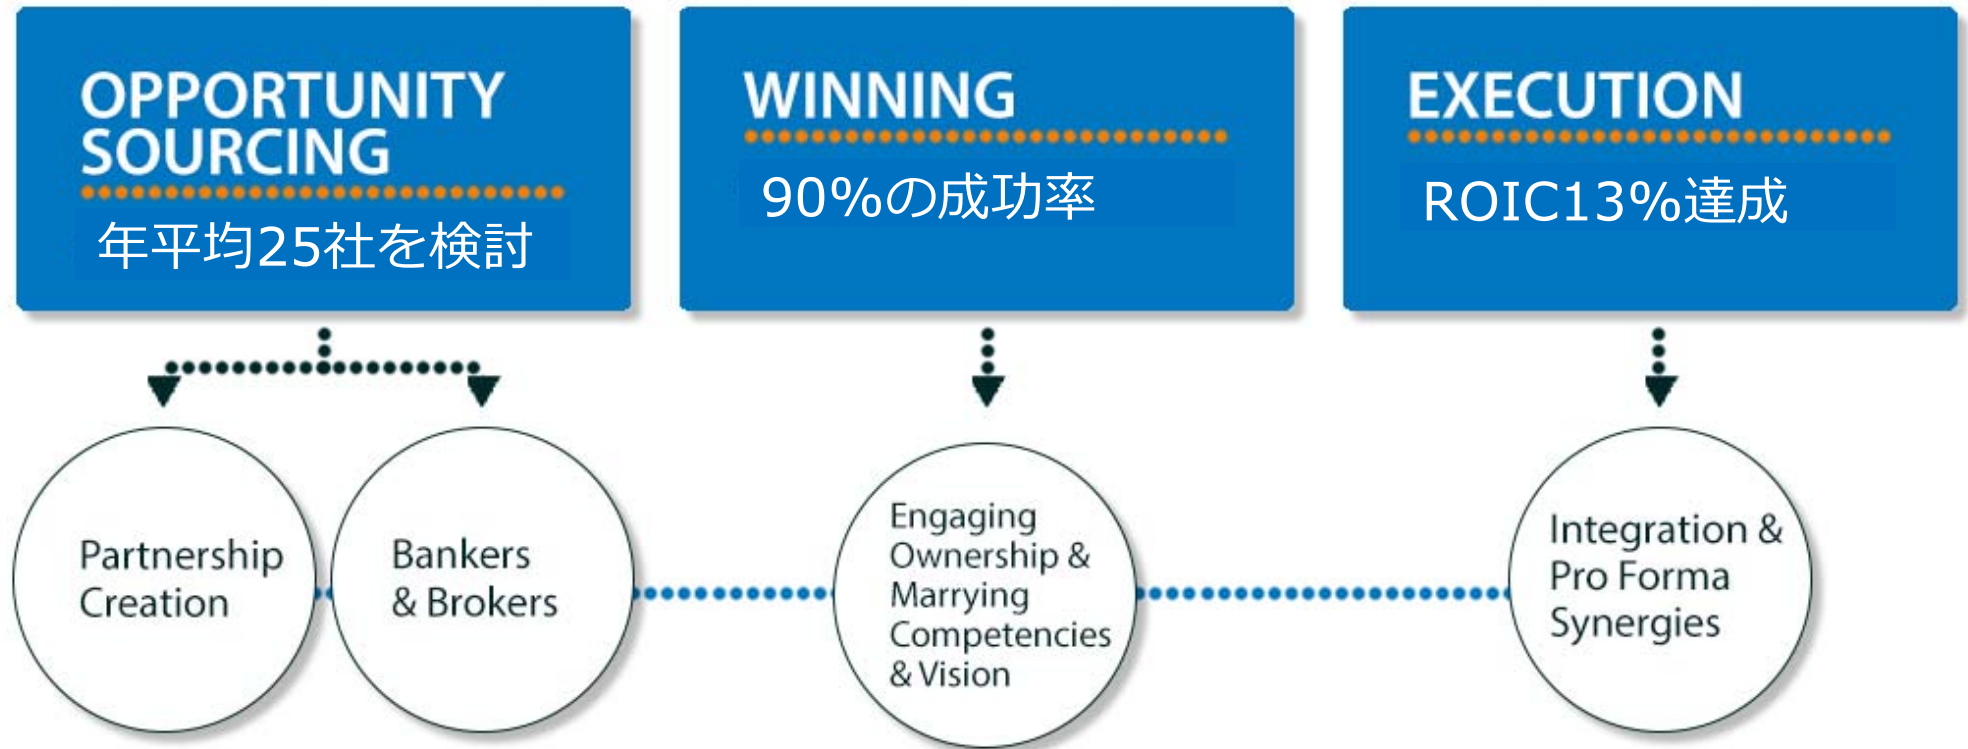 OPPORTUNITY
SOURCING
年平均25社を検討
WINNING
90%の成功率
EXECUTION
ROIC13%達成
Partnership
Creation
Bankers
& Brokers
Engaging
Ownership &
Marrying
Competencies
& Vision
Integration &
Pro Forma
Synergies